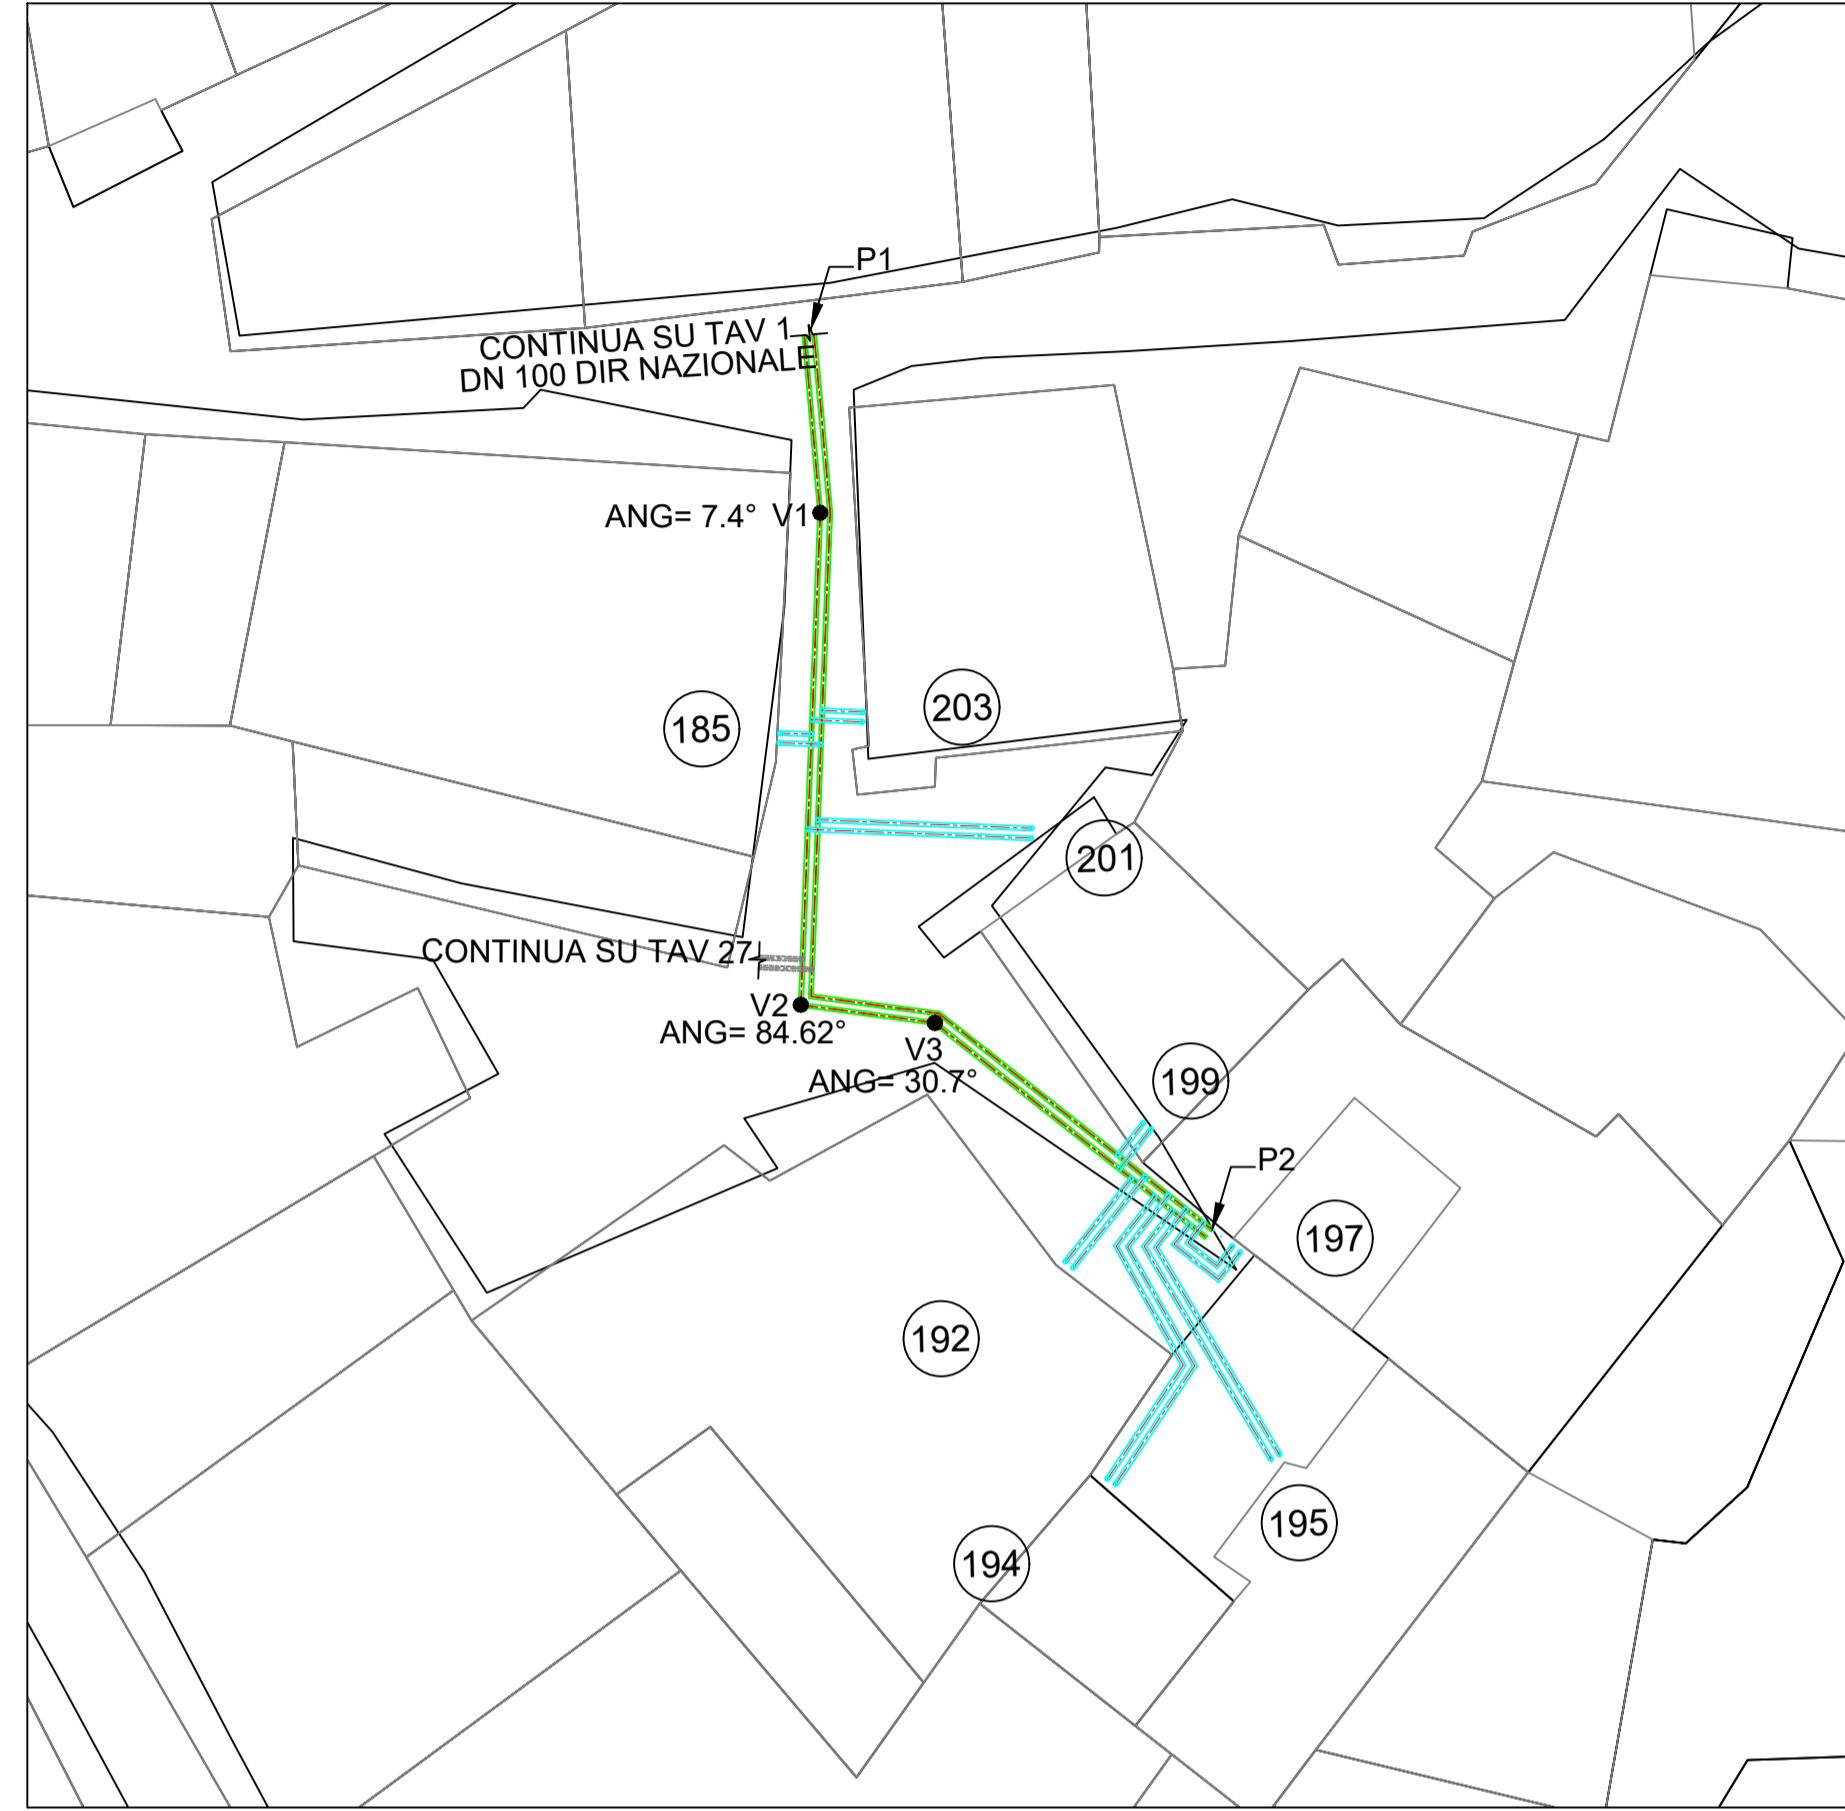 P1
CONTINUA SU TAV 1
DN 100 DIR NAZIONALE
ANG= 7.4° V1
203
185
201
CONTINUA SU TAV 27
V2
ANG= 84.62°
V3
ANG= 30.7°
199
P2
197
192
195
194